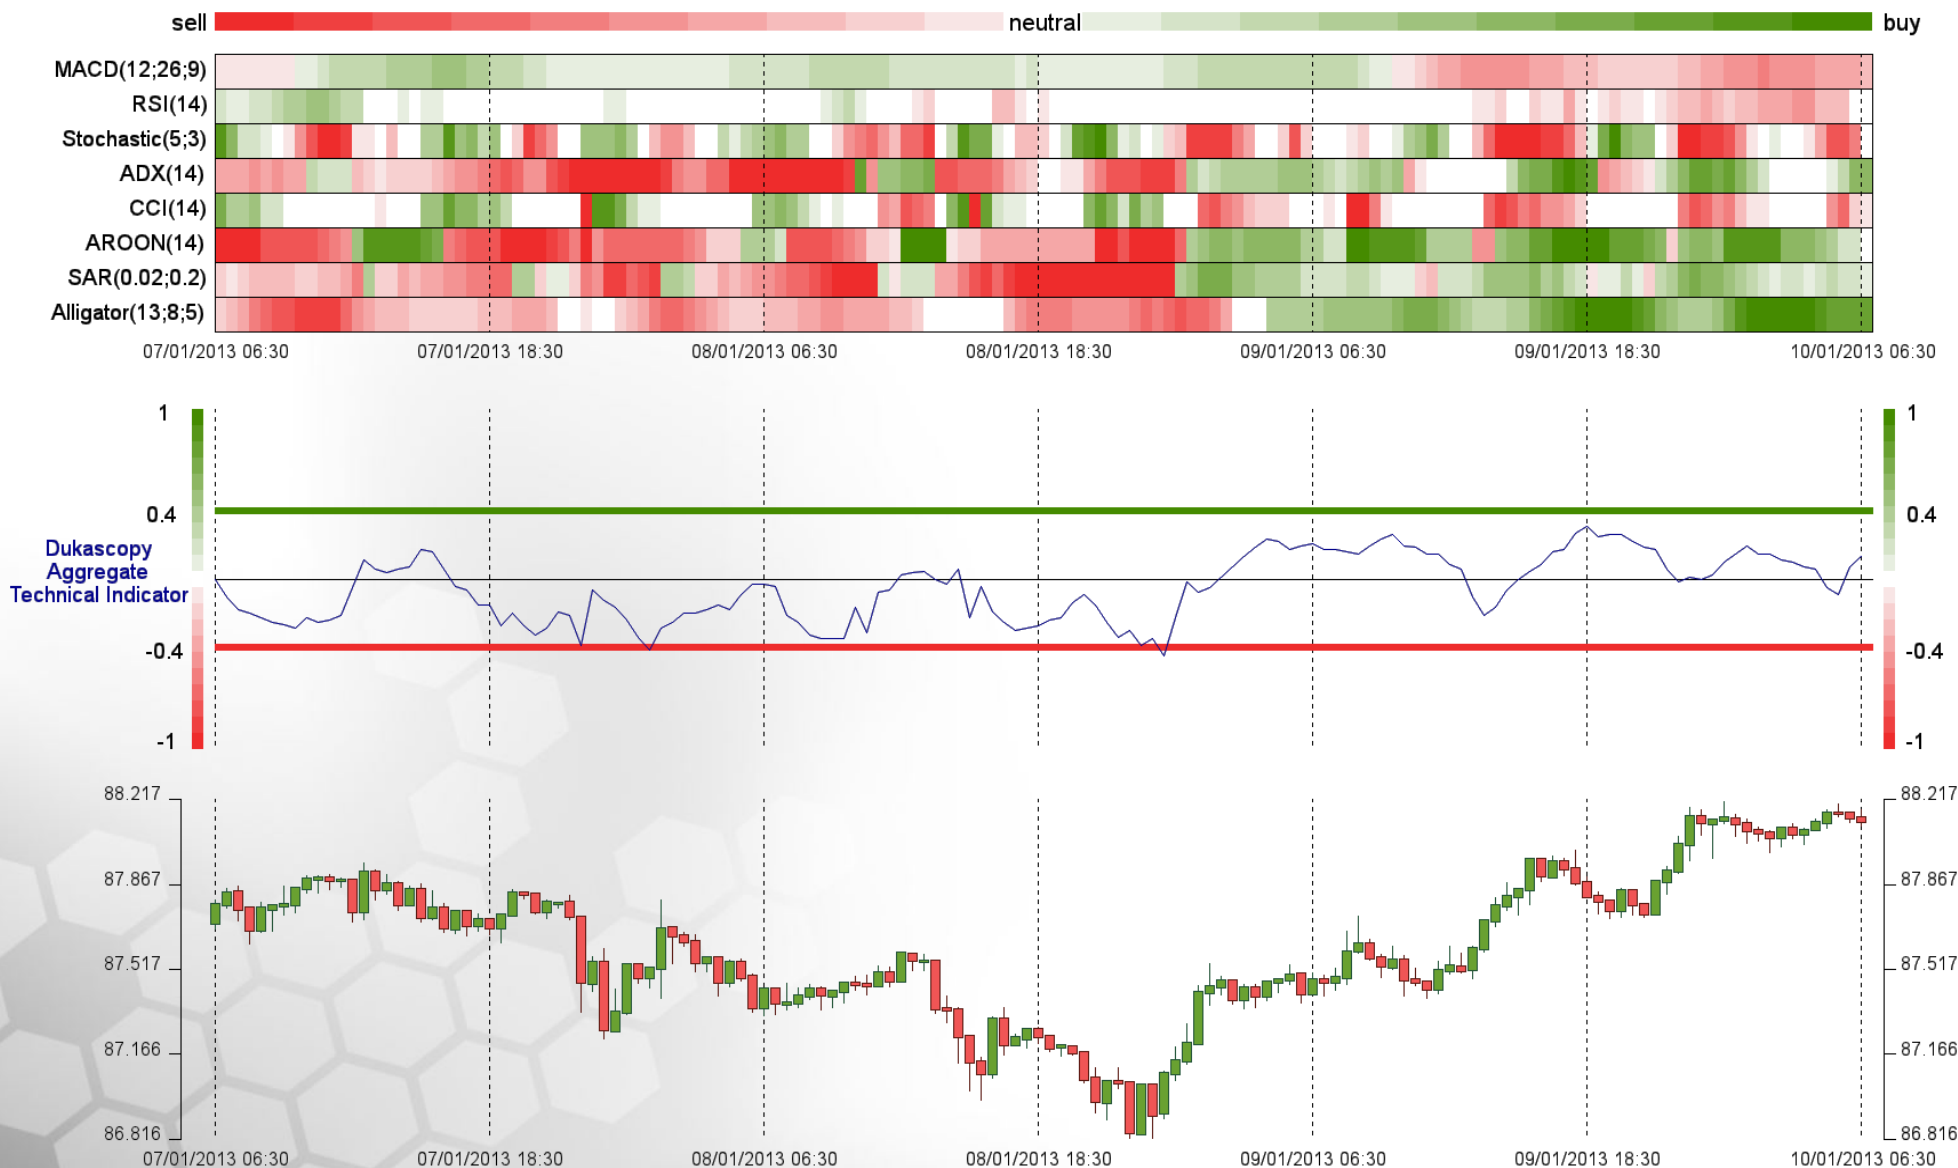 sell neutral buy
MACD(12;26;9)
RSI(14)
Stochastic(5;3)
ADX(14)
CCI(14)
AROON(14)
SAR(0.02;0.2)
Alligator(13;8;5)
07/01/2013 06:30 07/01/2013 18:30 08/01/2013 06:30 08/01/2013 18:30 09/01/2013 06:30 09/01/2013 18:30 10/01/2013 06:30
1 1
0.4 0.4
Dukascopy
Aggregate
Technical Indicator
-0.4 -0.4
-1 -1
88.217 88.217
87.867 87.867
87.517 87.517
87.166 87.166
86.816 86.816
07/01/2013 06:30 07/01/2013 18:30 08/01/2013 06:30 08/01/2013 18:30 09/01/2013 06:30 09/01/2013 18:30 10/01/2013 06:30